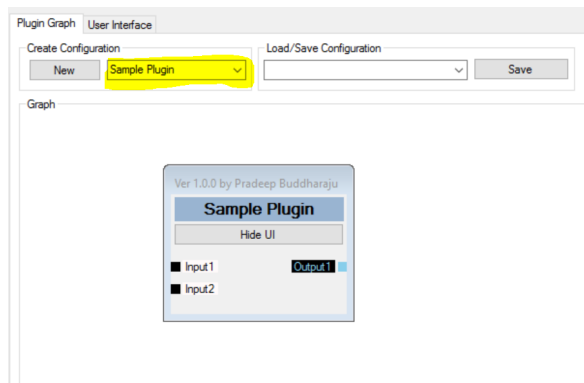 Plugin Graph User Interface
Create Configuration Load/Save Configuration
New Sample Plugin Save
Graph
Ver 1.0.0 by Pradeep Buddharaju
Sample Plugin
Hide UI
Input1 Output1
Input2